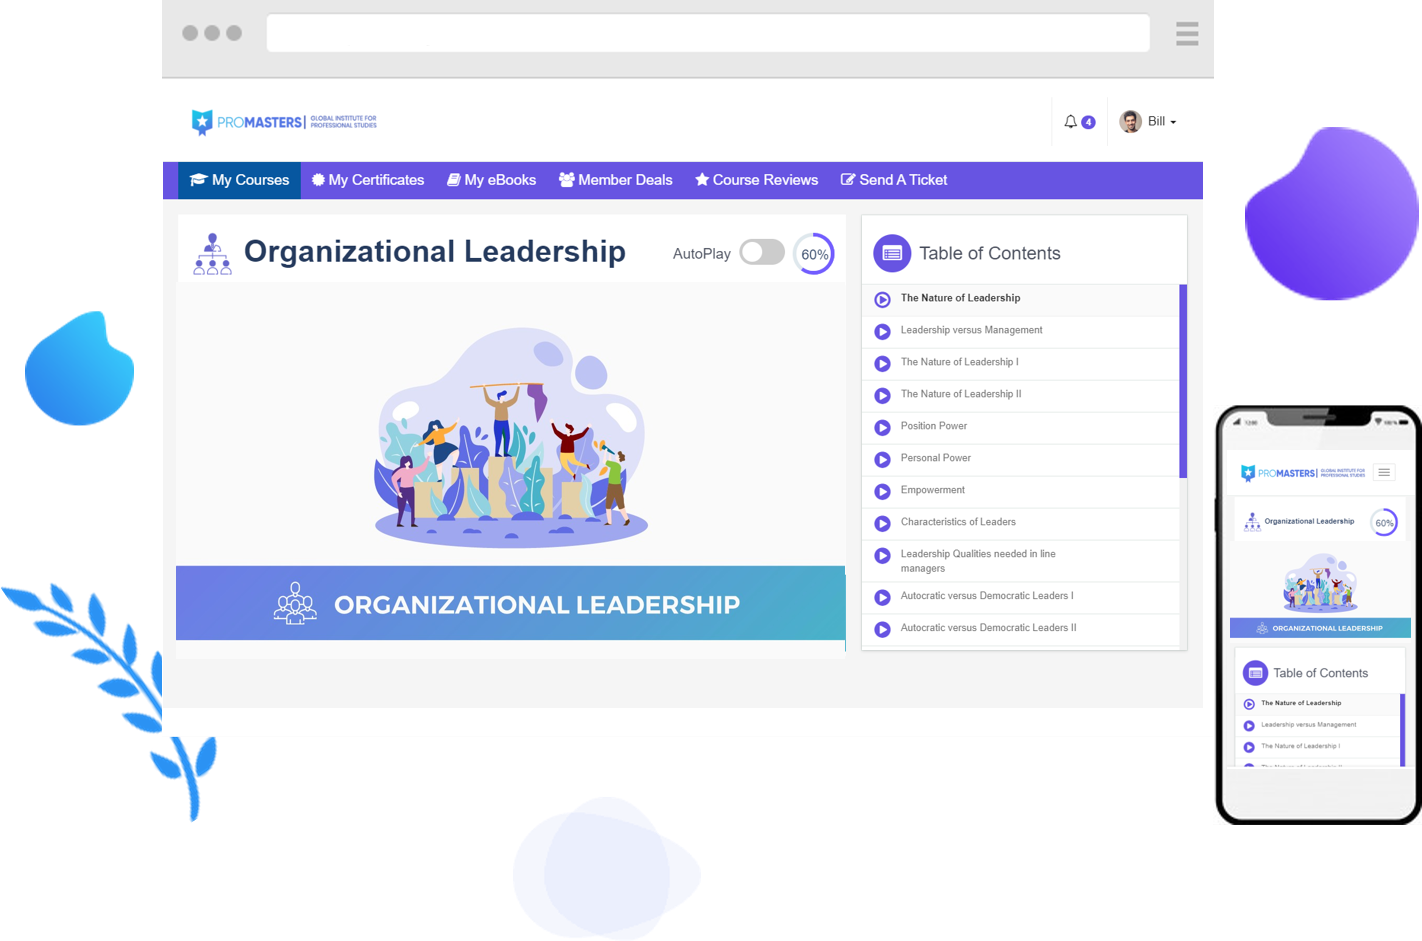 PROMASTERS
GLOBAL INSTITUTE FOR
PROFESSIONAL STUDIES
4
Bill
My Courses
My Certificates
My eBooks
Member Deals
Course Reviews
Send A Ticket
Organizational Leadership
AutoPlay
60%
ORGANIZATIONAL LEADERSHIP
Table of Contents
The Nature of Leadership
Leadership versus Management
The Nature of Leadership I
The Nature of Leadership II
Position Power
Personal Power
Empowerment
Characteristics of Leaders
Leadership Qualities needed in line
managers
Autocratic versus Democratic Leaders I
Autocratic versus Democratic Leaders II
PROMASTERS
GLOBAL INSTITUTE FOR
PROFESSIONAL STUDIES
Organizational Leadership
60%
ORGANIZATIONAL LEADERSHIP
Table of Contents
The Nature of Leadership
Leadership versus Management
The Nature of Leadership I